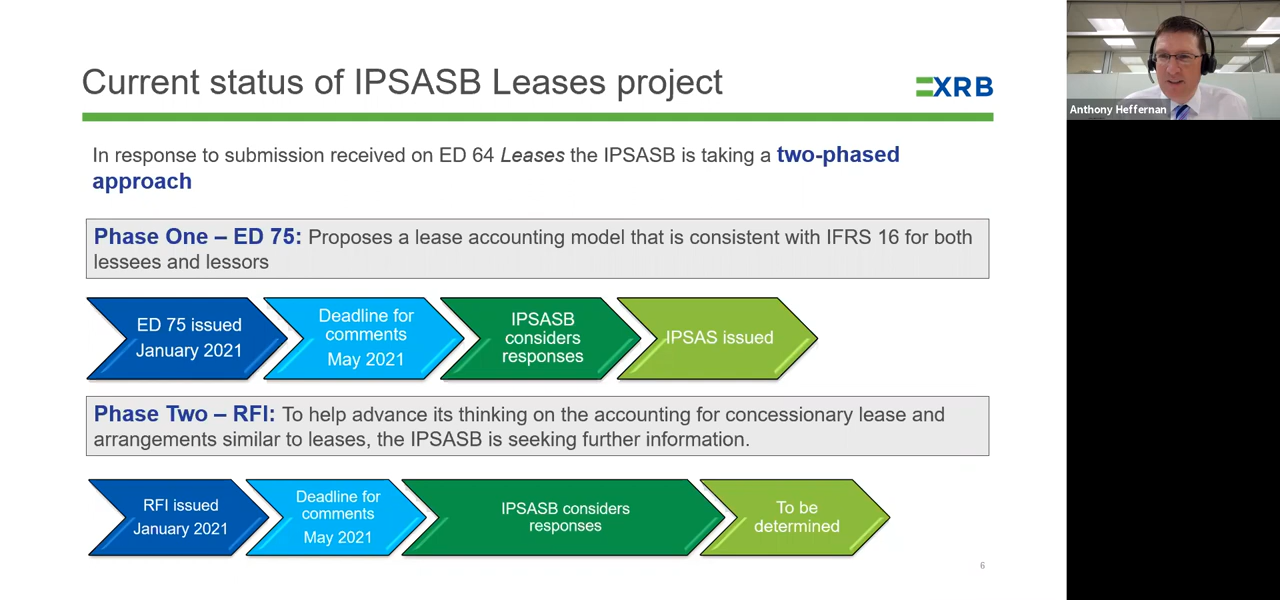 Current status of IPSASB Leases project
XRB
Anthony Heffernan
In response to submission received on ED 64 Leases the IPSASB is taking a two-phased
approach
Phase One – ED 75: Proposes a lease accounting model that is consistent with IFRS 16 for both
lessees and lessors
ED 75 issued
January 2021
Deadline for
comments
May 2021
IPSASB
considers
responses
IPSAS issued
Phase Two – RFI: To help advance its thinking on the accounting for concessionary lease and
arrangements similar to leases, the IPSASB is seeking further information.
RFI issued
January 2021
Deadline for
comments
May 2021
IPSASB considers
responses
To be
determined
6